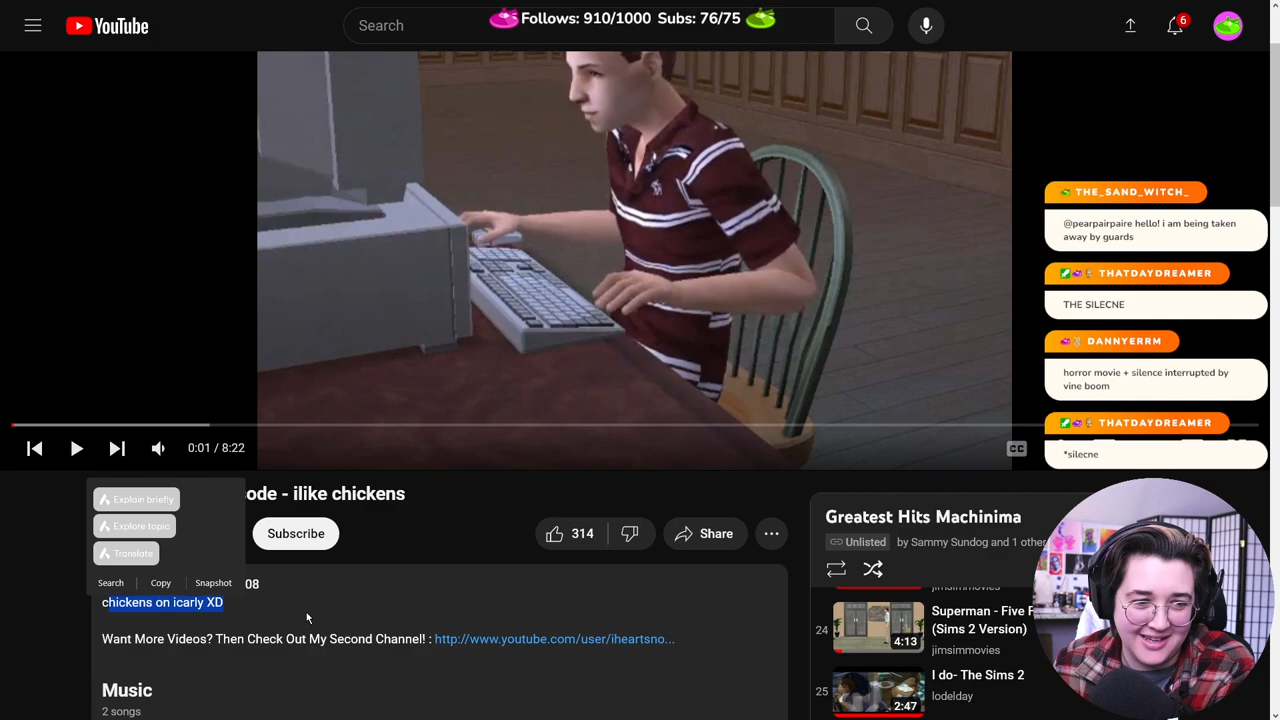 YouTube
Search
Follows: 910/1000 Subs: 76/75
6
THE_SAND_WITCH_
@pearpairpaire hello! i am being taken
away by guards
THATDAYDREAMER
THE SILECNE
DANNYERRM
horror movie + silence interrupted by
vine boom
THATDAYDREAMER
*silecne
0:01 / 8:22
CC
ode - ilike chickens
Explain briefly
Explore topic
Translate
Search
Copy
Snapshot
Subscribe
314
Share
08
chickens on icarly XD
Want More Videos? Then Check Out My Second Channel! : http://www.youtube.com/user/iheartsno...
Music
2 songs
Greatest Hits Machinima
Unlisted by Sammy Sundog and 1 other
jimsimmovies
24
4:13
Superman - Five F
(Sims 2 Version)
jimsimmovies
25
2:47
I do- The Sims 2
lodelday